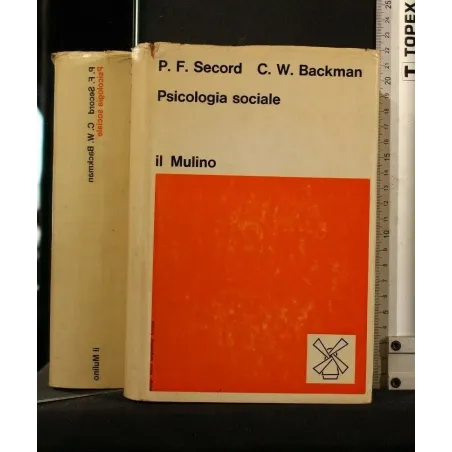 P. F. Secord C. W. Backman
Psicologia sociale
il Mulino
P. F. Secord C. W. Backman
Psicologia sociale
il Mulino
TOPEX